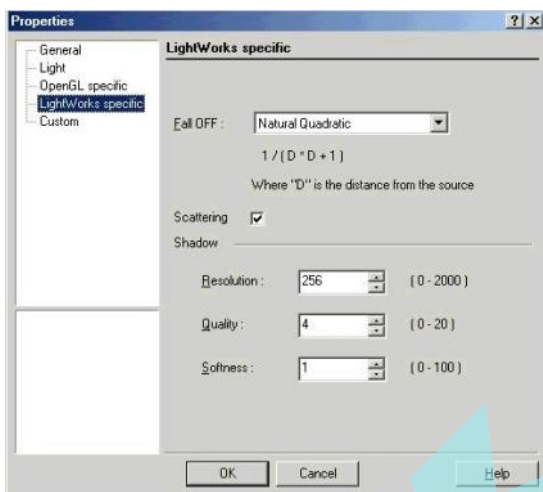 Properties
General
Light
OpenGL specific
LightWorks specific
Custom
LightWorks specific
Fall OFF : Natural Quadratic
1 / ( D * D + 1 )
Where "D" is the distance from the source
Scattering
Shadow
Resolution : 256 ( 0 - 2000 )
Quality : 4 ( 0 - 20 )
Softness : 1 ( 0 - 100 )
OK Cancel Help